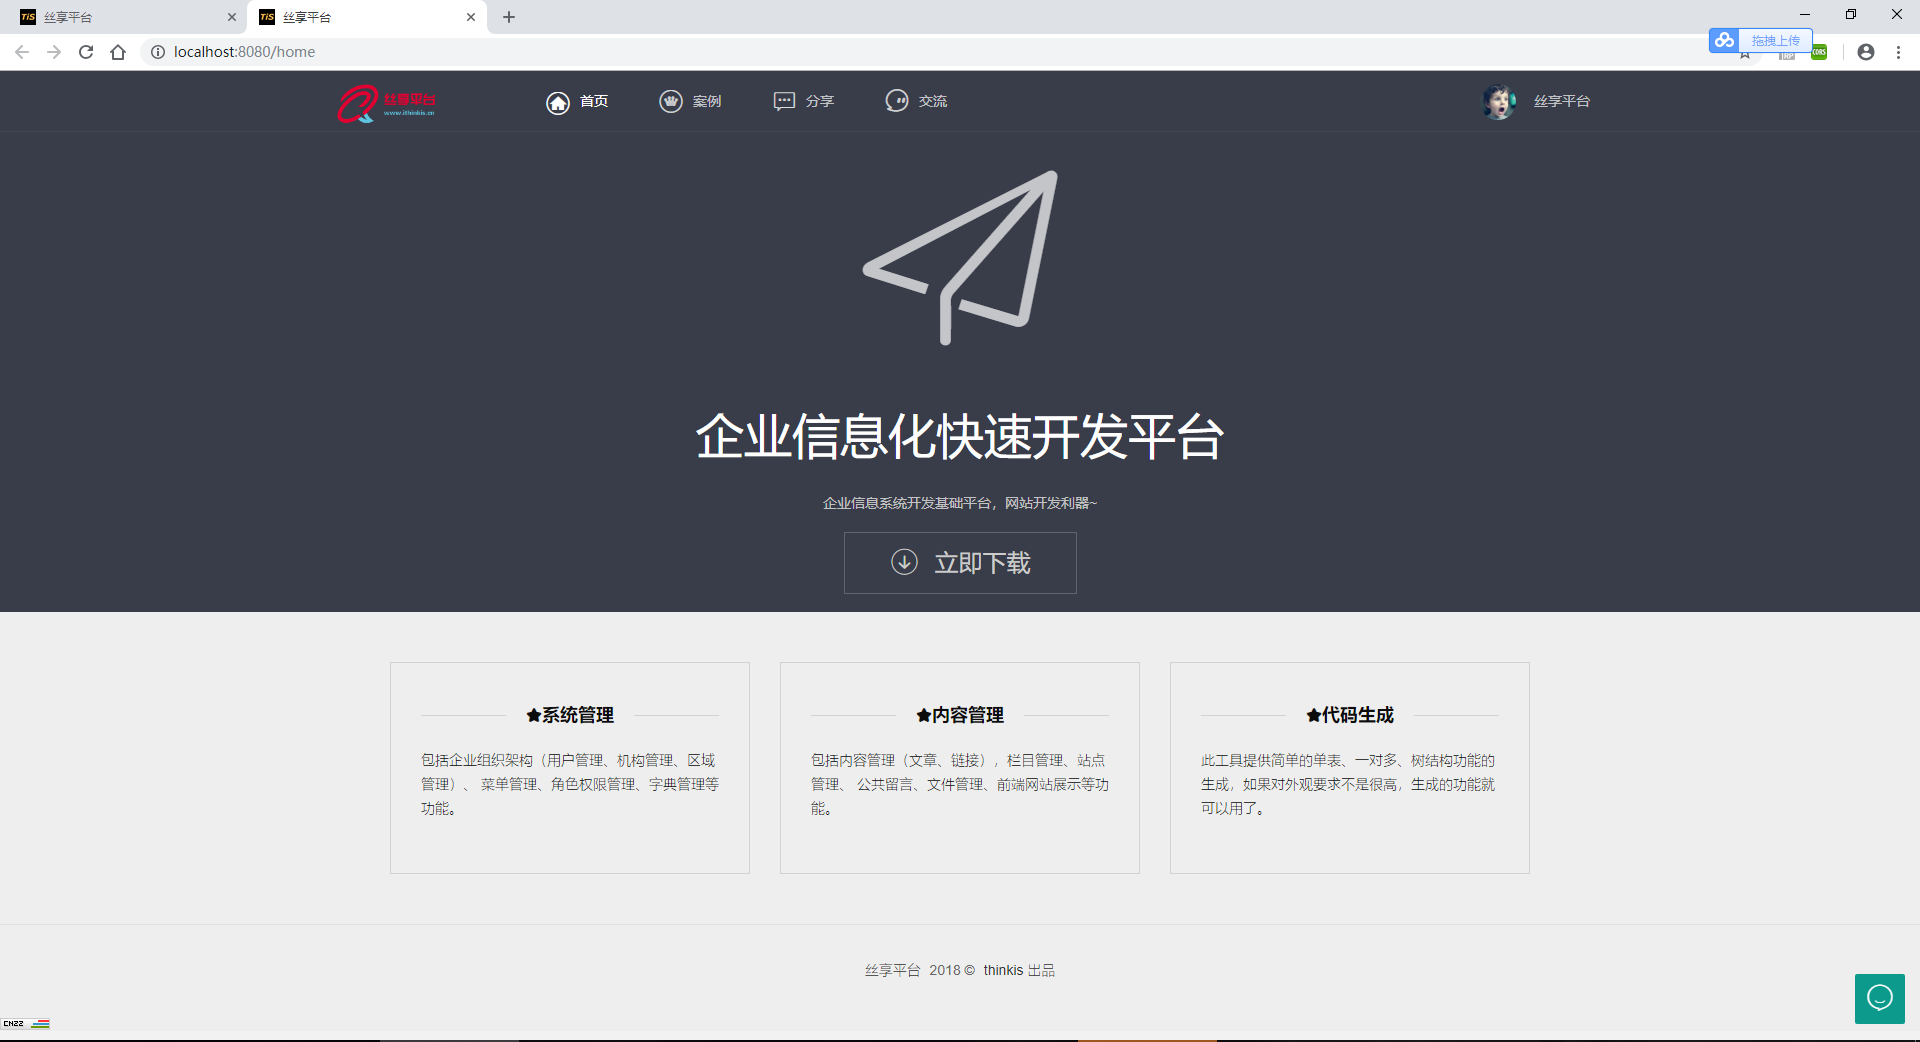 TiS 丝享平台
TiS 丝享平台
localhost:8080/home
拖拽上传
CORS
丝享平台
www.ithinkis.cn
首页
案例
分享
交流
丝享平台
企业信息化快速开发平台
企业信息系统开发基础平台，网站开发利器~
立即下载
★系统管理
包括企业组织架构（用户管理、机构管理、区域
管理）、 菜单管理、角色权限管理、字典管理等
功能。
★内容管理
包括内容管理（文章、链接），栏目管理、站点
管理、 公共留言、文件管理、前端网站展示等功
能。
★代码生成
此工具提供简单的单表、一对多、树结构功能的
生成，如果对外观要求不是很高，生成的功能就
可以用了。
丝享平台 2018 © thinkis 出品
CNZZ